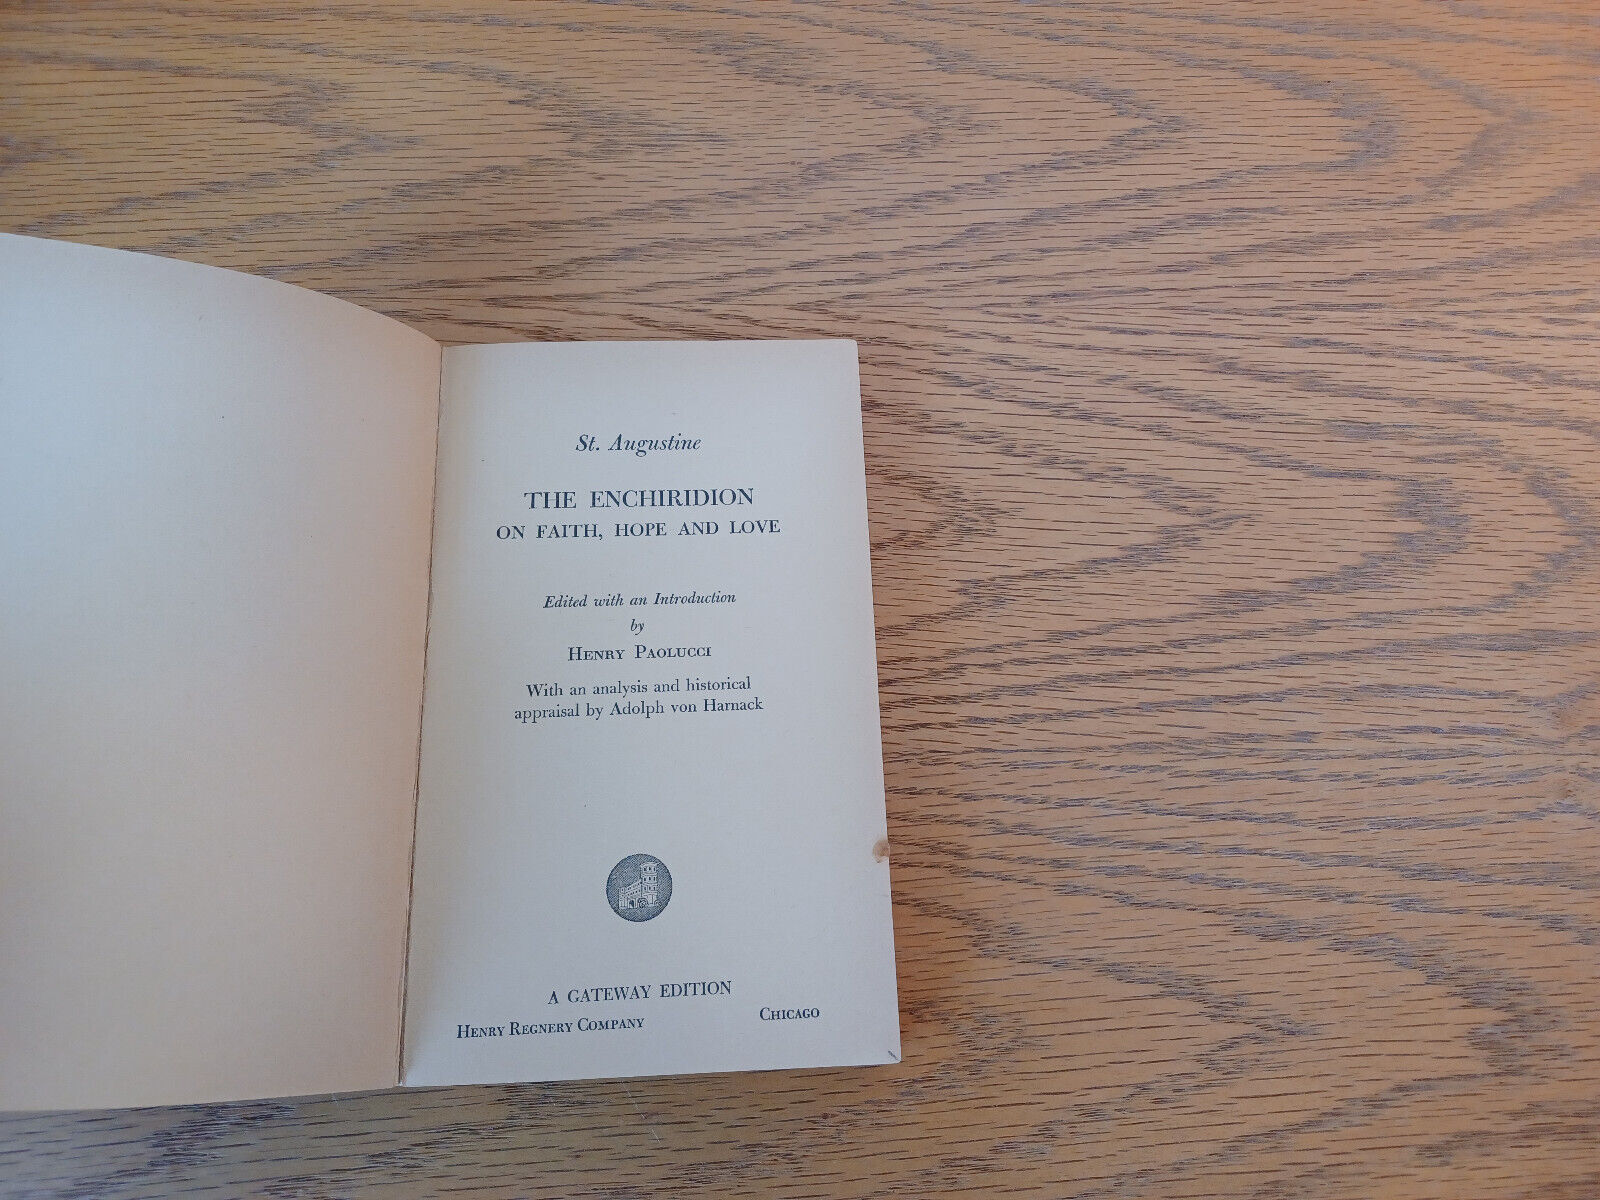 St. Augustine
THE ENCHIRIDION
ON FAITH, HOPE AND LOVE
Edited with an Introduction
by
HENRY PAOLUCCI
With an analysis and historical
appraisal by Adolph von Harnack
A GATEWAY EDITION
HENRY REGNERY COMPANY CHICAGO